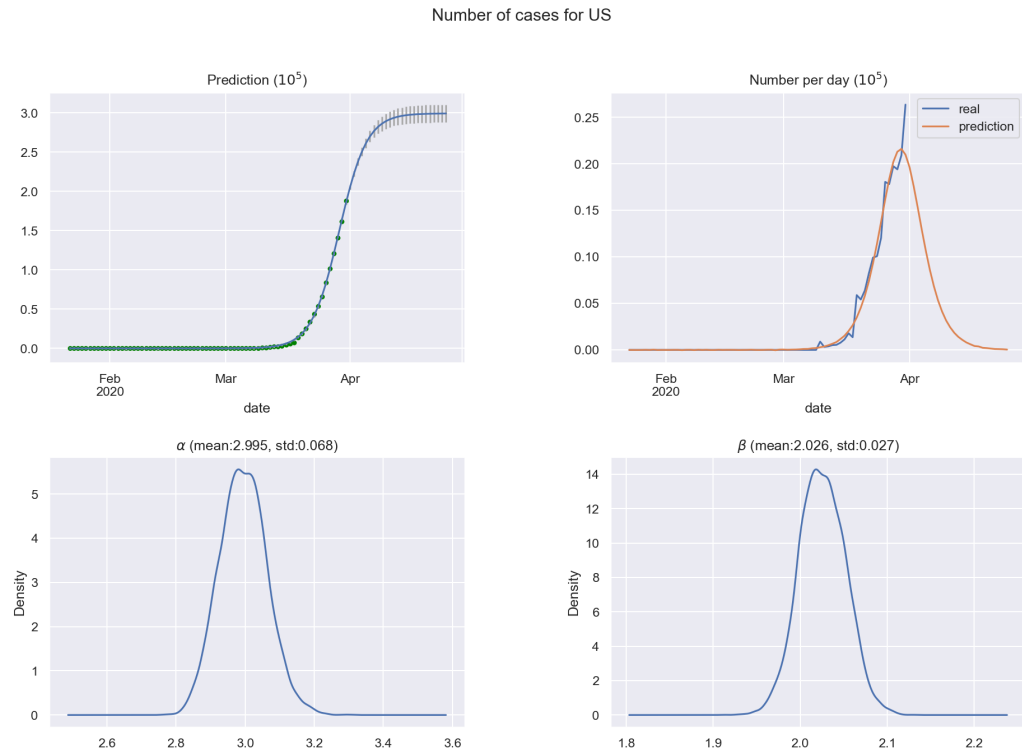 Number of cases for US
Prediction (10^5)
3.0
2.5
2.0
1.5
1.0
0.5
0.0
Feb
2020
Mar
Apr
date
Number per day (10^5)
real
prediction
0.25
0.20
0.15
0.10
0.05
0.00
Feb
2020
Mar
Apr
date
α (mean:2.995, std:0.068)
Density
5
4
3
2
1
0
2.6 2.8 3.0 3.2 3.4 3.6
β (mean:2.026, std:0.027)
Density
14
12
10
8
6
4
2
0
1.8 1.9 2.0 2.1 2.2